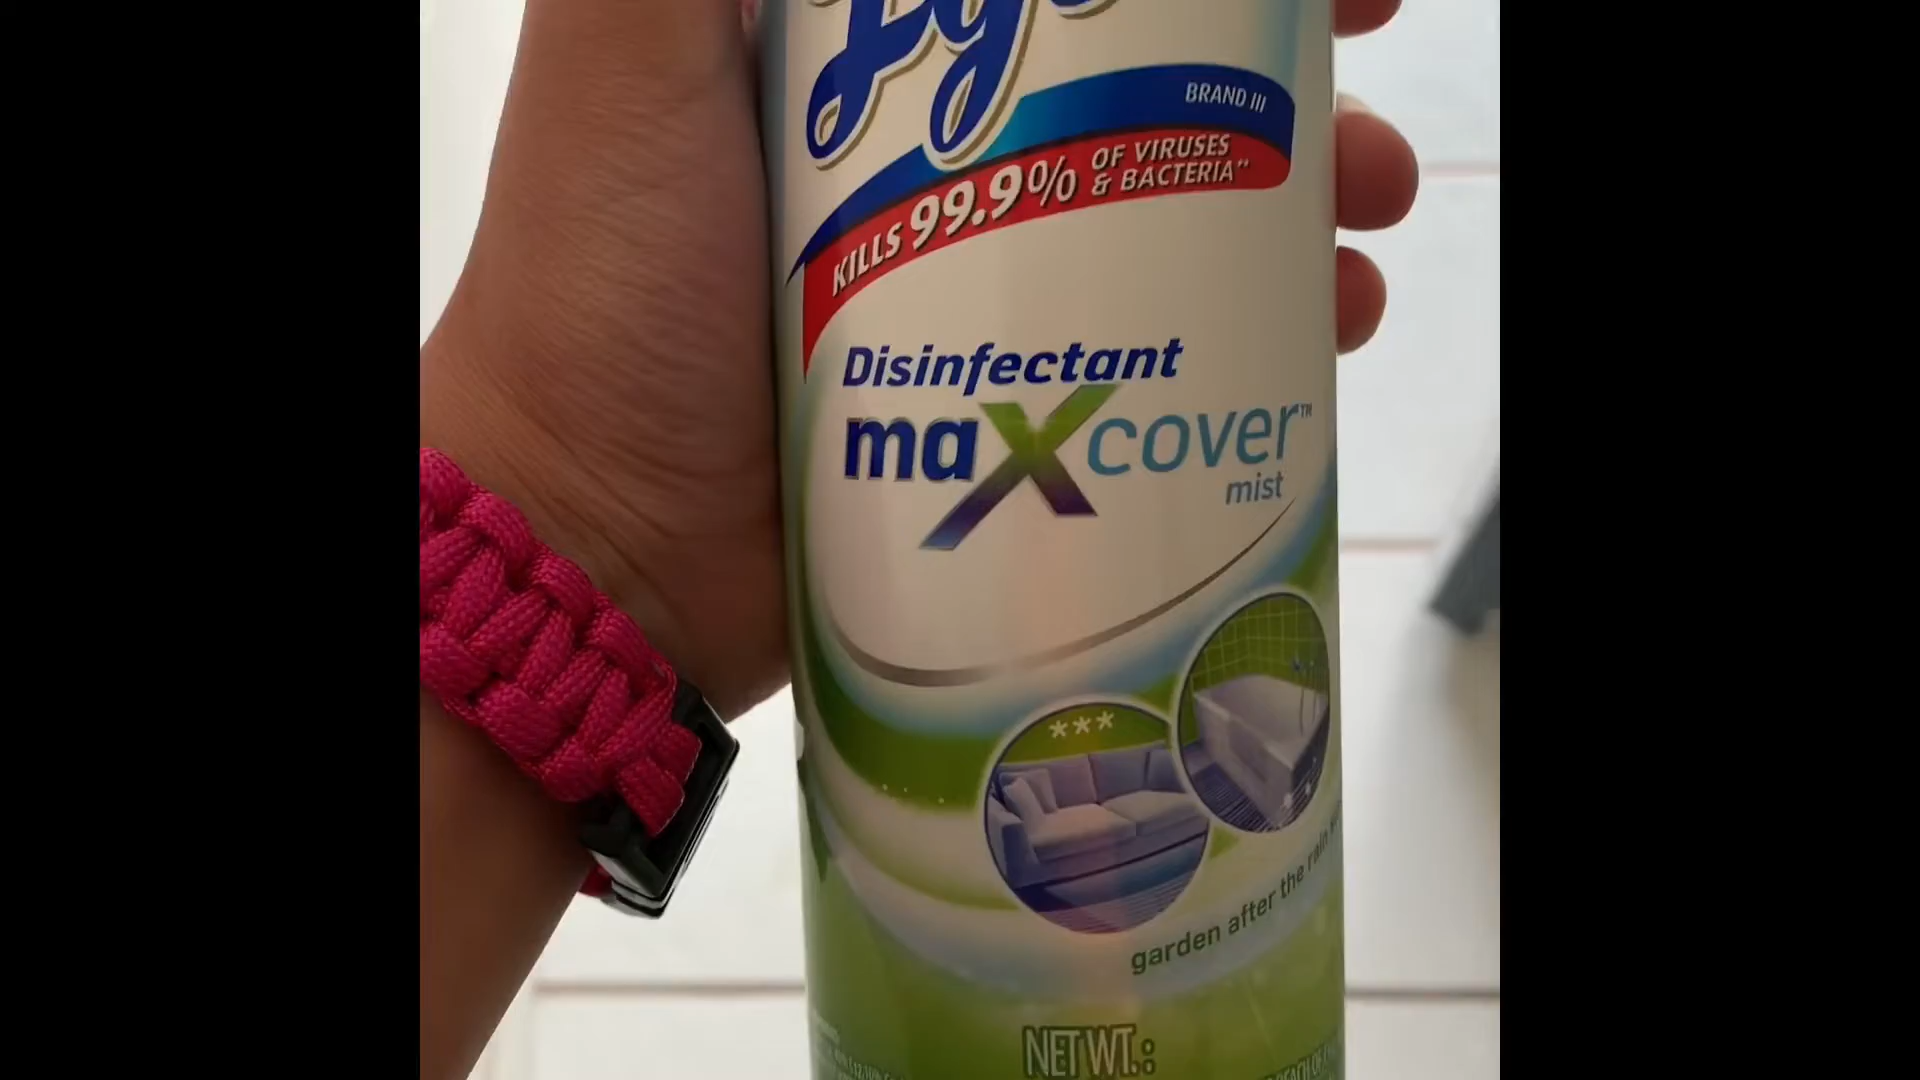 BRAND III
KILLS 99.9% OF VIRUSES
& BACTERIA**
Disinfectant
maXcover™
mist
***
garden after the rain
NET WT.: